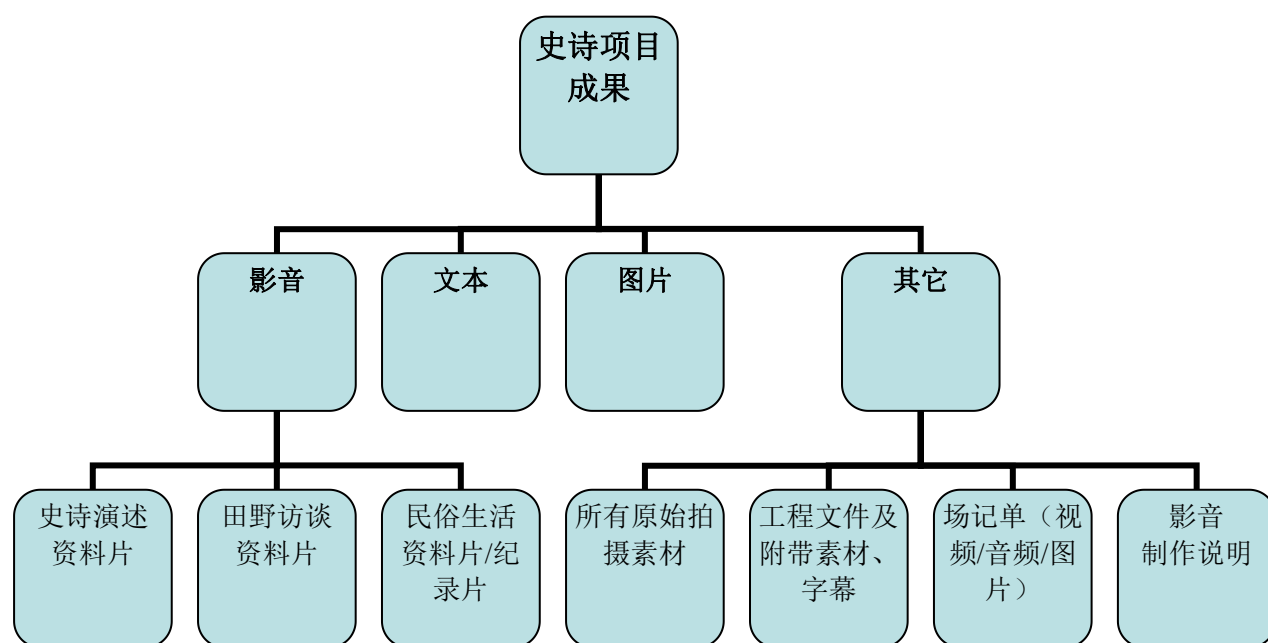 史诗项目
成果
影音
文本
图片
其它
史诗演述
资料片
田野访谈
资料片
民俗生活
资料片/纪
录片
所有原始拍
摄素材
工程文件及
附带素材、
字幕
场记单（视
频/音频/图
片）
影音
制作说明